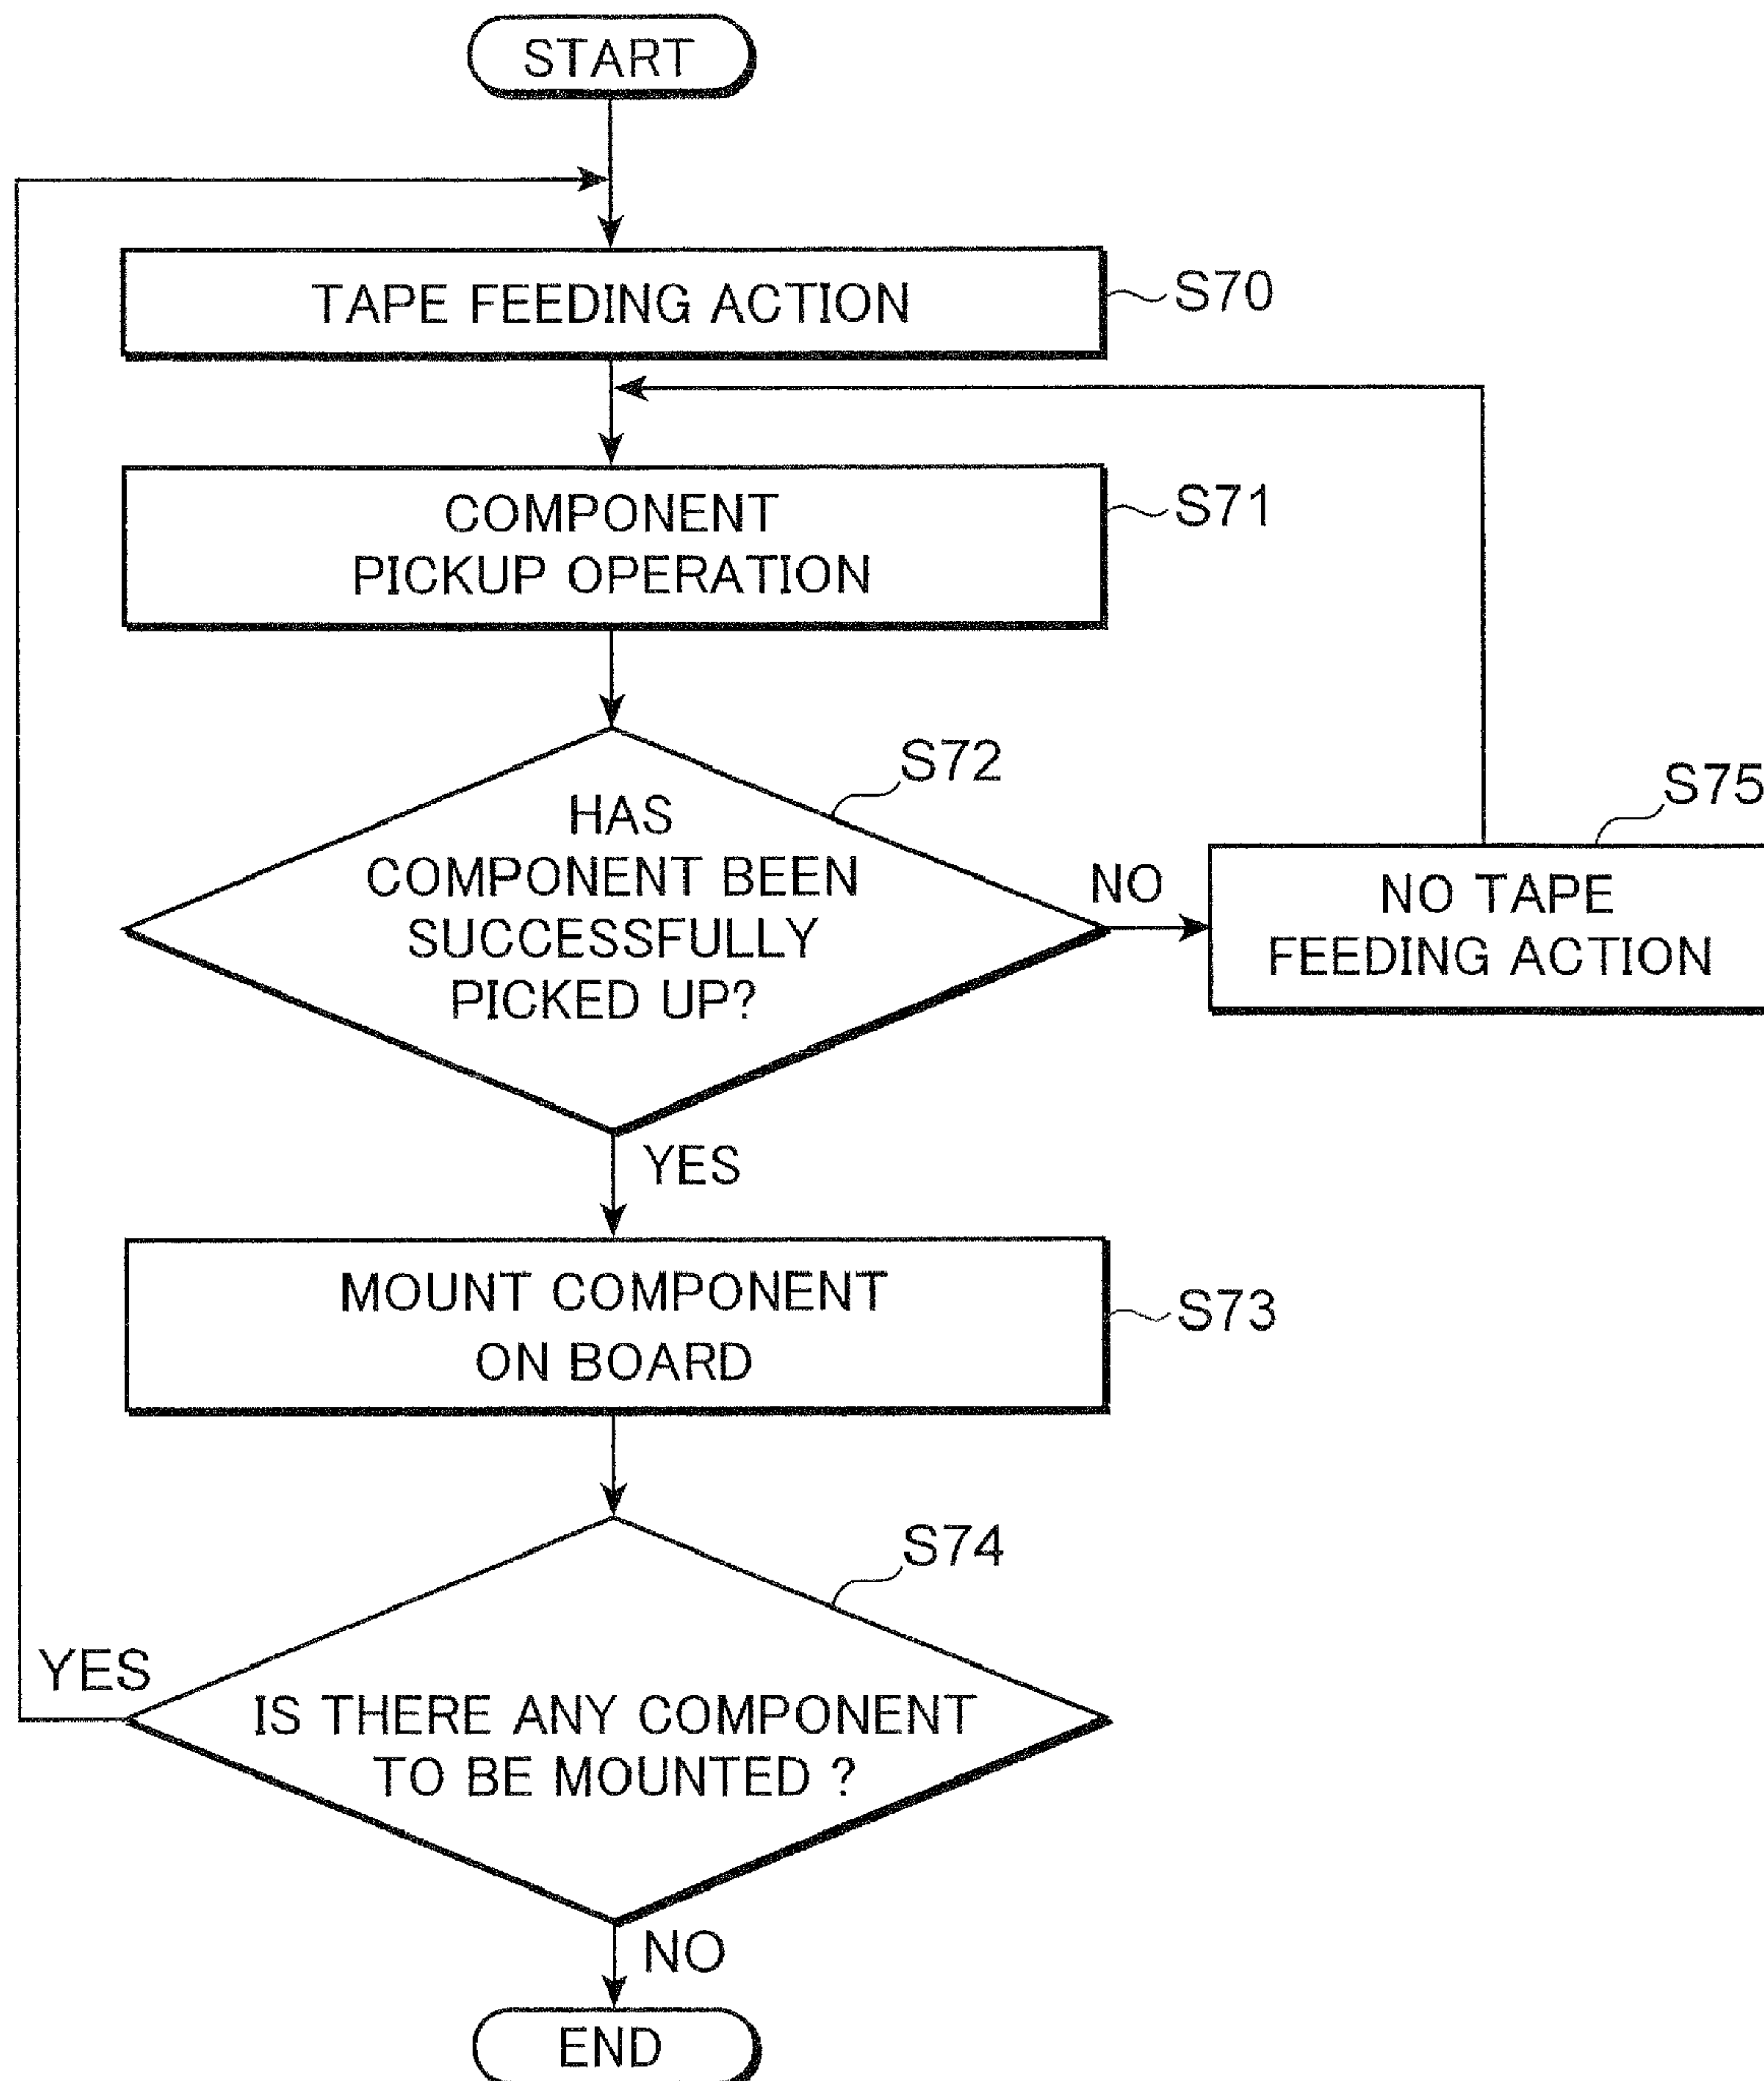 START
TAPE FEEDING ACTION
S70
COMPONENT
PICKUP OPERATION
S71
HAS
COMPONENT BEEN
SUCCESSFULLY
PICKED UP?
S72
NO
NO TAPE
FEEDING ACTION
S75
YES
MOUNT COMPONENT
ON BOARD
S73
IS THERE ANY COMPONENT
TO BE MOUNTED ?
S74
YES
NO
END